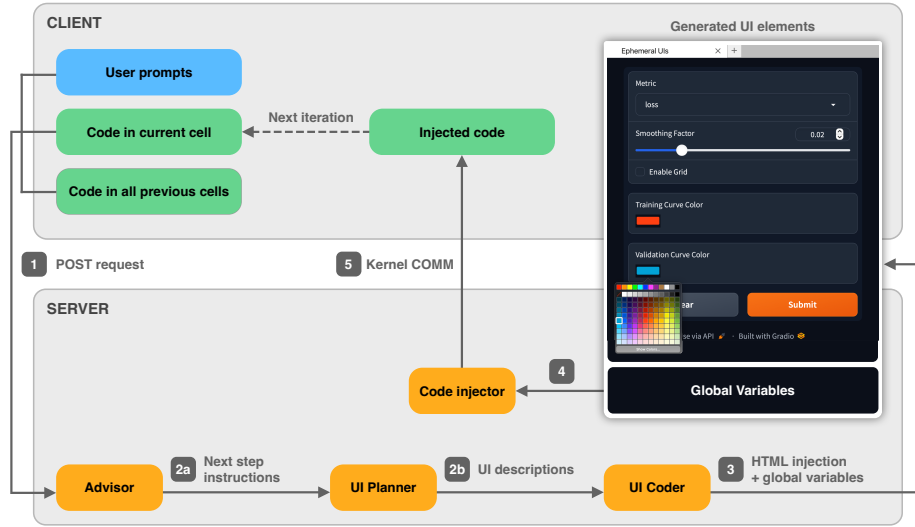 CLIENT
Generated UI elements
User prompts
Code in current cell
Next iteration
Injected code
Code in all previous cells
Ephemeral UIs
×
+
Metric
loss
Smoothing Factor
0.02
Enable Grid
Training Curve Color
Validation Curve Color
ear
Submit
se via API
· Built with Gradio
1 POST request
5 Kernel COMM
SERVER
Global Variables
4
Code injector
Advisor
2a Next step
instructions
UI Planner
2b UI descriptions
UI Coder
3 HTML injection
+ global variables